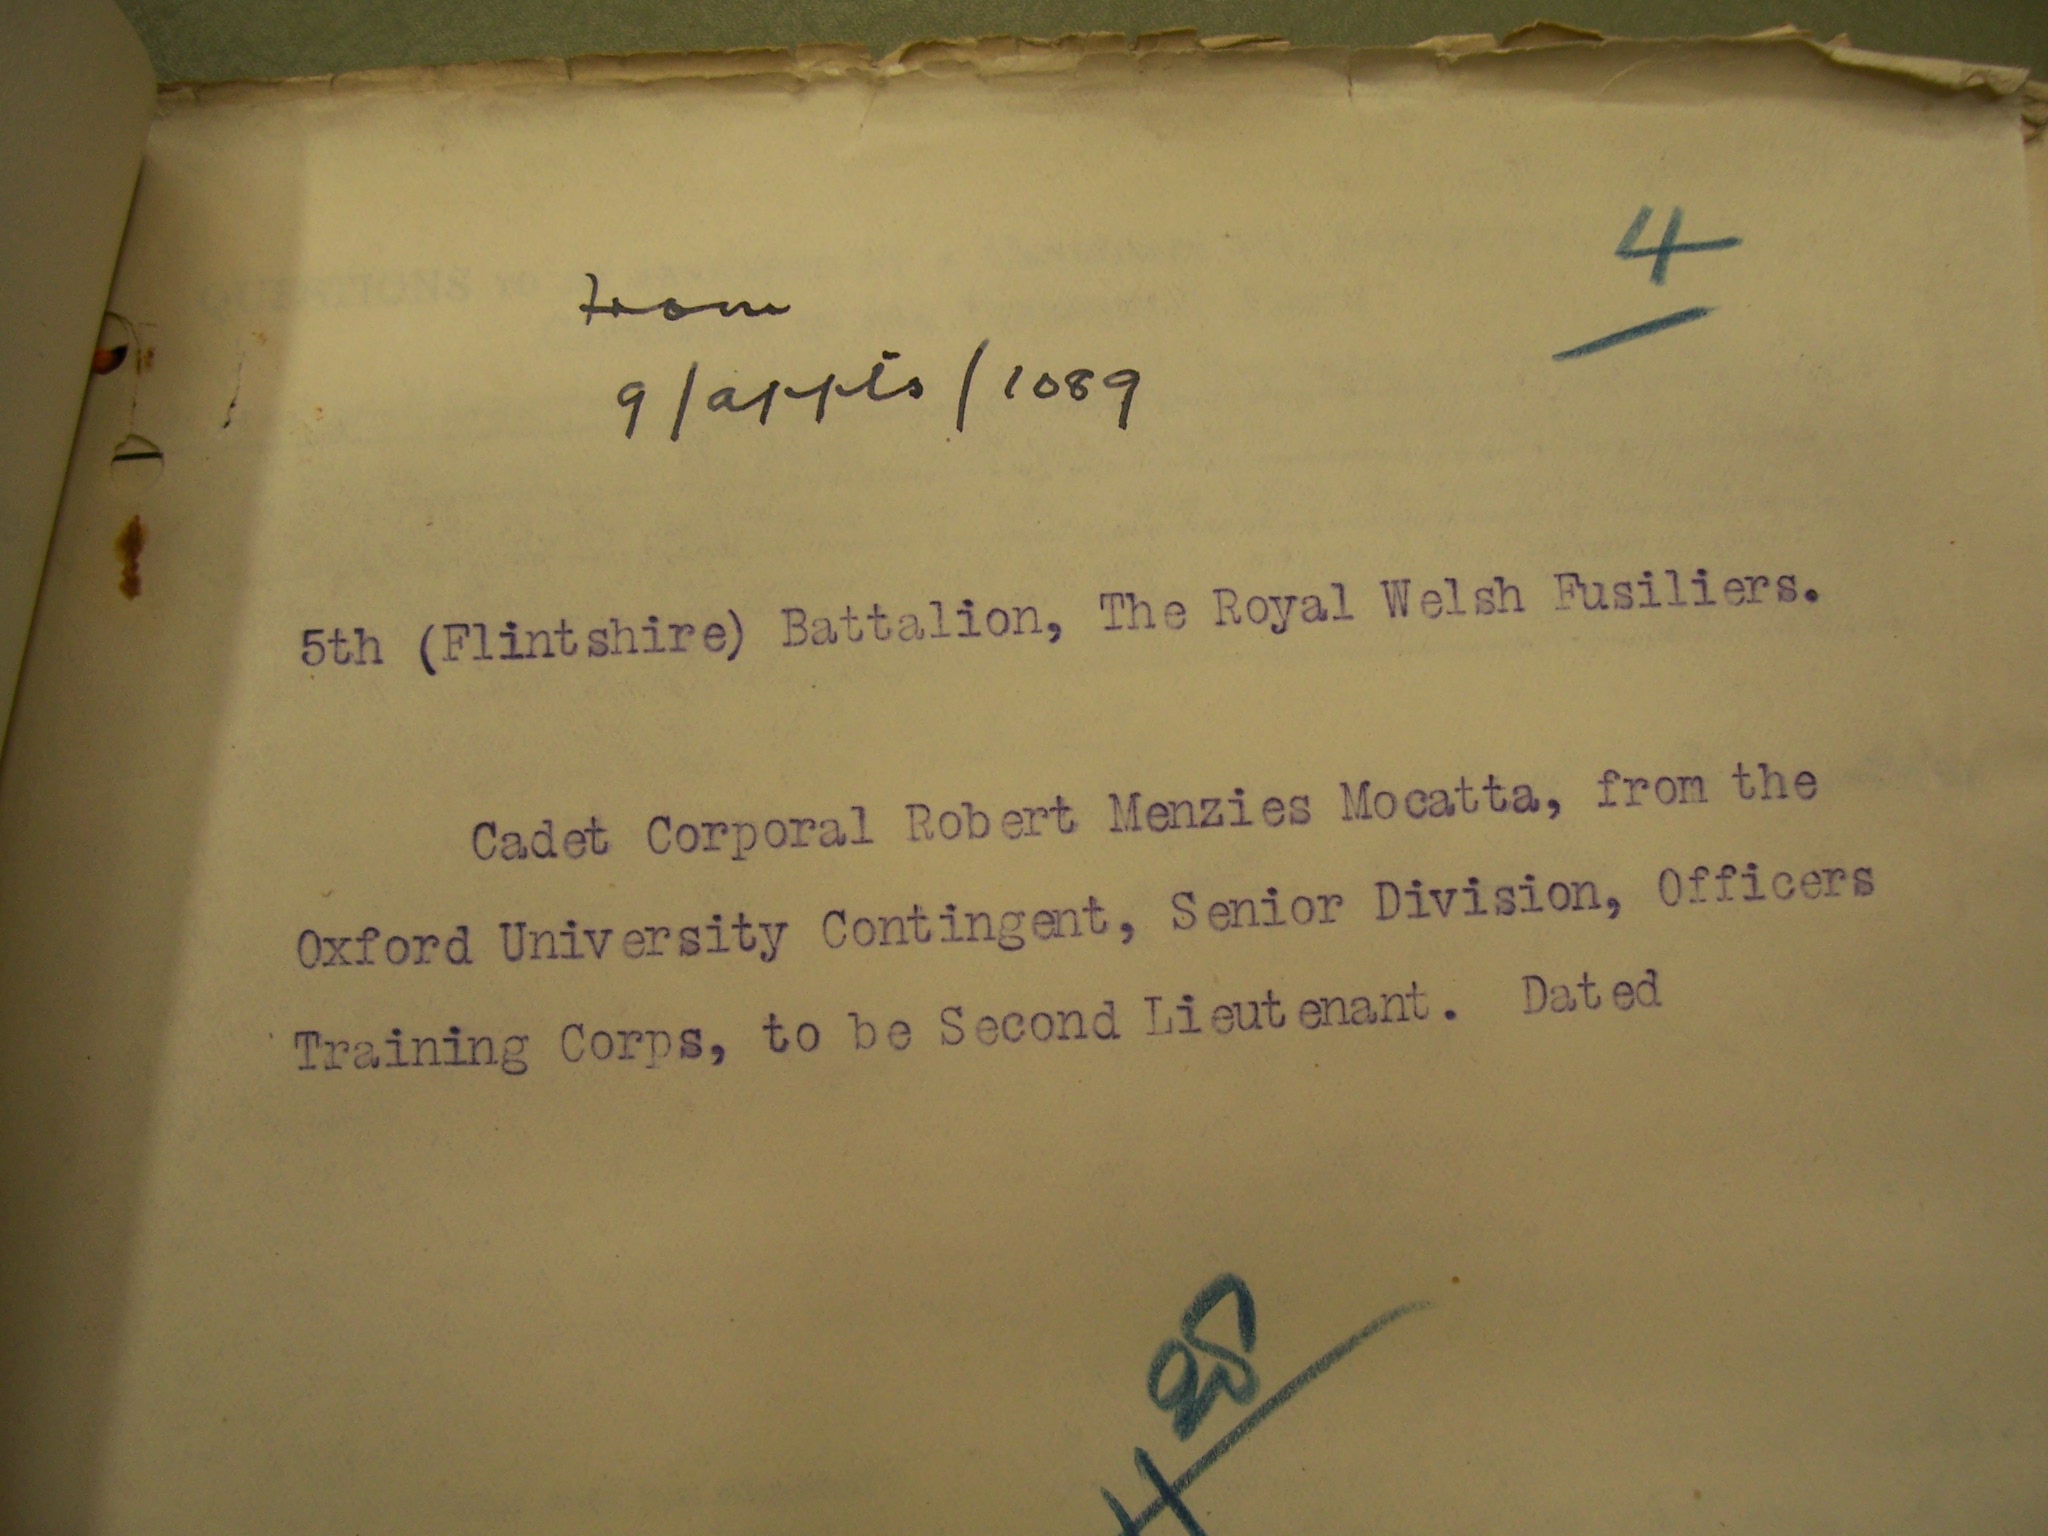 4
from
9/appts/1089
5th (Flintshire) Battalion, The Royal Welsh Fusiliers.
Cadet Corporal Robert Menzies Mocatta, from the
Oxford University Contingent, Senior Division, Officers
Training Corps, to be Second Lieutenant. Dated